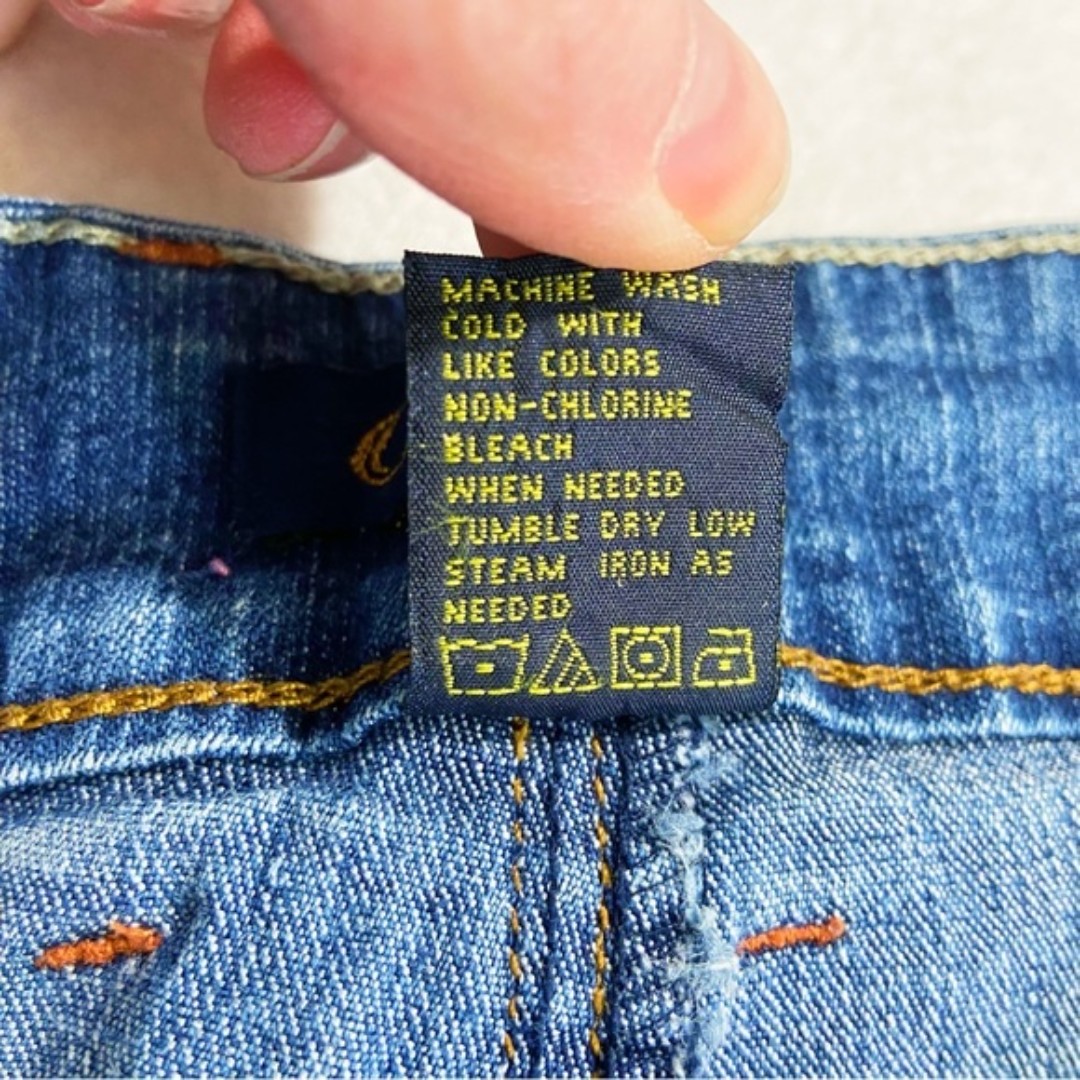 MACHINE WASH
COLD WITH
LIKE COLORS
NON-CHLORINE
BLEACH
WHEN NEEDED
TUMBLE DRY LOW
STEAM IRON AS
NEEDED